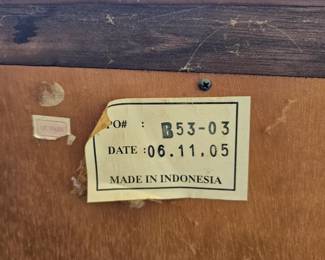 PO# : B53-03
DATE : 06.11.05
MADE IN INDONESIA